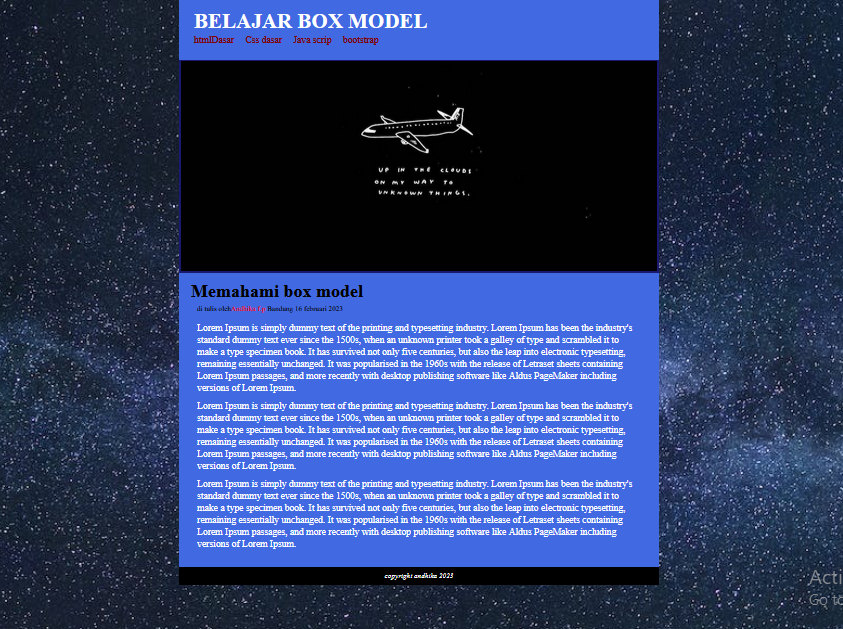 BELAJAR BOX MODEL
htmlDasar Css dasar Java scrip bootstrap
UP IN THE CLOUDS
ON MY WAY TO
UNKNOWN THINGS.
Memahami box model
di tulis oleh Bandung 16 februari 2023
Lorem Ipsum is simply dummy text of the printing and typesetting industry. Lorem Ipsum has been the industry's
standard dummy text ever since the 1500s, when an unknown printer took a galley of type and scrambled it to
make a type specimen book. It has survived not only five centuries, but also the leap into electronic typesetting,
remaining essentially unchanged. It was popularised in the 1960s with the release of Letraset sheets containing
Lorem Ipsum passages, and more recently with desktop publishing software like Aldus PageMaker including
versions of Lorem Ipsum.
Lorem Ipsum is simply dummy text of the printing and typesetting industry. Lorem Ipsum has been the industry's
standard dummy text ever since the 1500s, when an unknown printer took a galley of type and scrambled it to
make a type specimen book. It has survived not only five centuries, but also the leap into electronic typesetting,
remaining essentially unchanged. It was popularised in the 1960s with the release of Letraset sheets containing
Lorem Ipsum passages, and more recently with desktop publishing software like Aldus PageMaker including
versions of Lorem Ipsum.
Lorem Ipsum is simply dummy text of the printing and typesetting industry. Lorem Ipsum has been the industry's
standard dummy text ever since the 1500s, when an unknown printer took a galley of type and scrambled it to
make a type specimen book. It has survived not only five centuries, but also the leap into electronic typesetting,
remaining essentially unchanged. It was popularised in the 1960s with the release of Letraset sheets containing
Lorem Ipsum passages, and more recently with desktop publishing software like Aldus PageMaker including
versions of Lorem Ipsum.
copyright andhika 2023
Acti
Go to